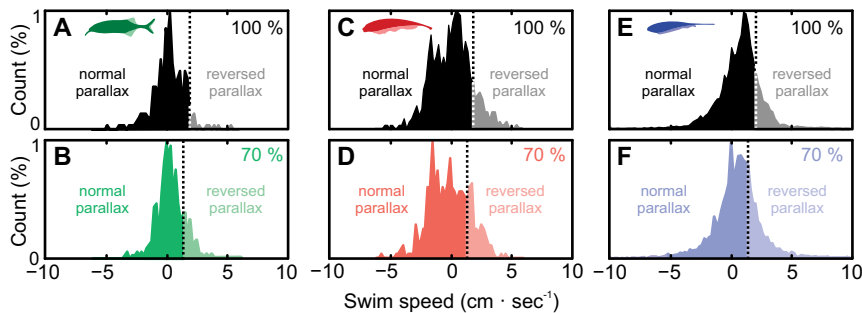 A
100 %
C
100 %
E
100 %
Count (%)
1
0
normal
parallax
reversed
parallax
normal
parallax
reversed
parallax
normal
parallax
reversed
parallax
B
70 %
D
70 %
F
70 %
Count (%)
1
0
normal
parallax
reversed
parallax
normal
parallax
reversed
parallax
normal
parallax
reversed
parallax
−10 −5 0 5 10
−10 −5 0 5 10
−10 −5 0 5 10
Swim speed (cm · sec⁻¹)